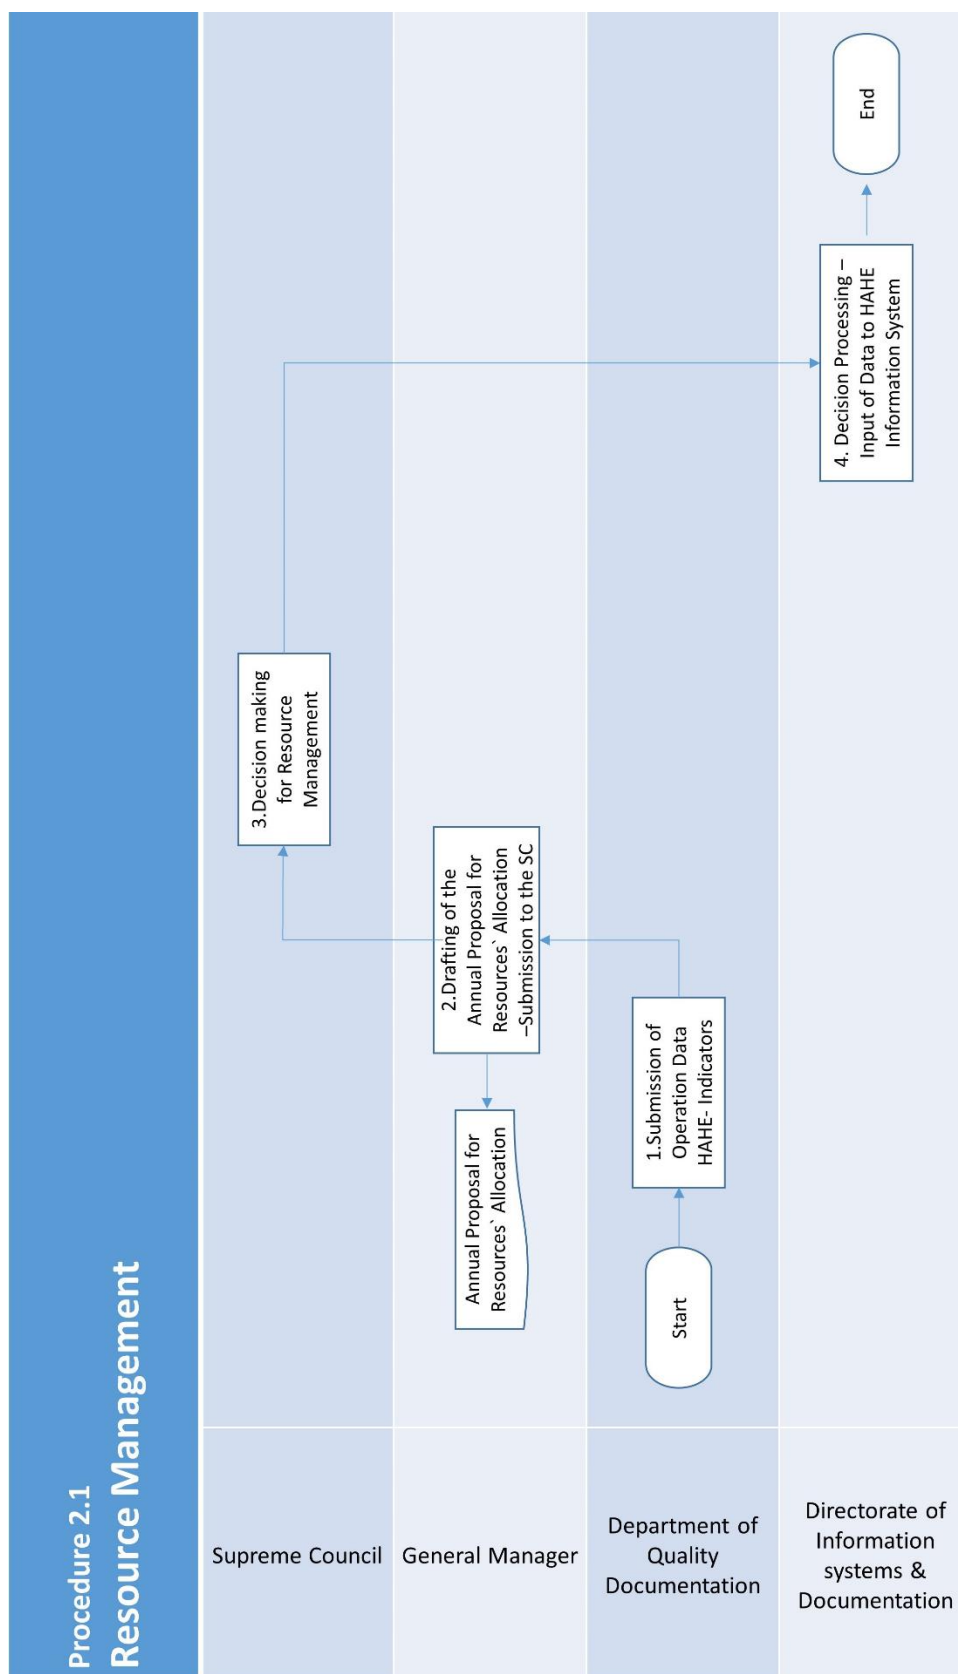 Procedure 2.1
Resource Management
Supreme Council
3.Decision making
for Resource
Management
General Manager
Annual Proposal for
Resources` Allocation
2.Drafting of the
Annual Proposal for
Resources` Allocation
–Submission to the SC
Department of
Quality
Documentation
Start
1.Submission of
Operation Data
HAHE- Indicators
Directorate of
Information
systems &
Documentation
4. Decision Processing –
Input of Data to HAHE
Information System
End